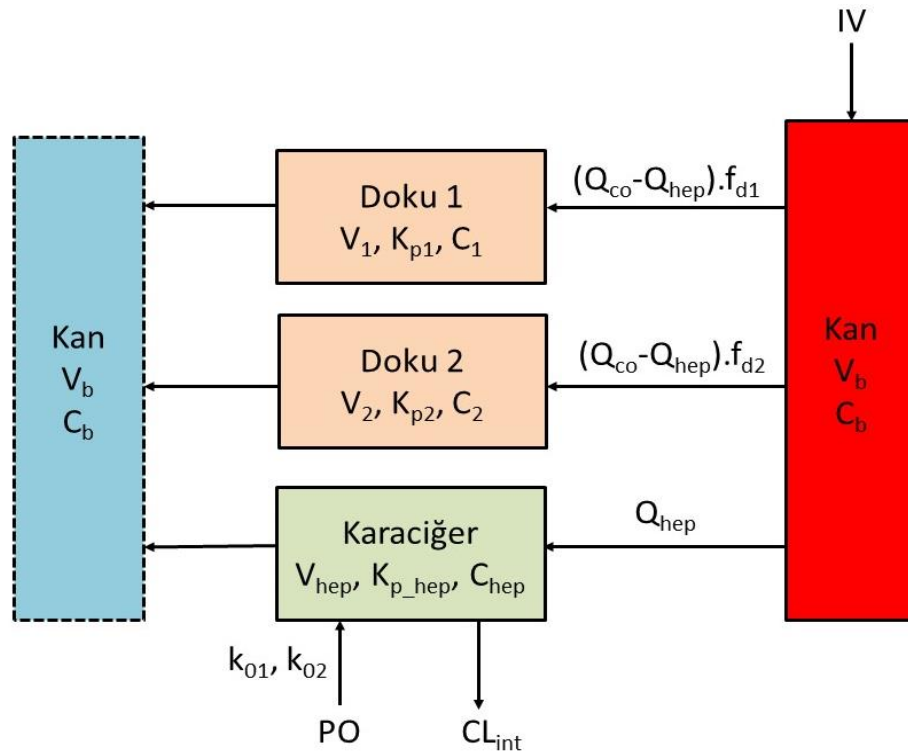 IV
(Q_co-Q_hep).f_d1
Doku 1
V_1, K_p1, C_1
Kan
V_b
C_b
Doku 2
V_2, K_p2, C_2
(Q_co-Q_hep).f_d2
Kan
V_b
C_b
Q_hep
Karaciğer
V_hep, K_p_hep, C_hep
k_01, k_02
PO
CL_int